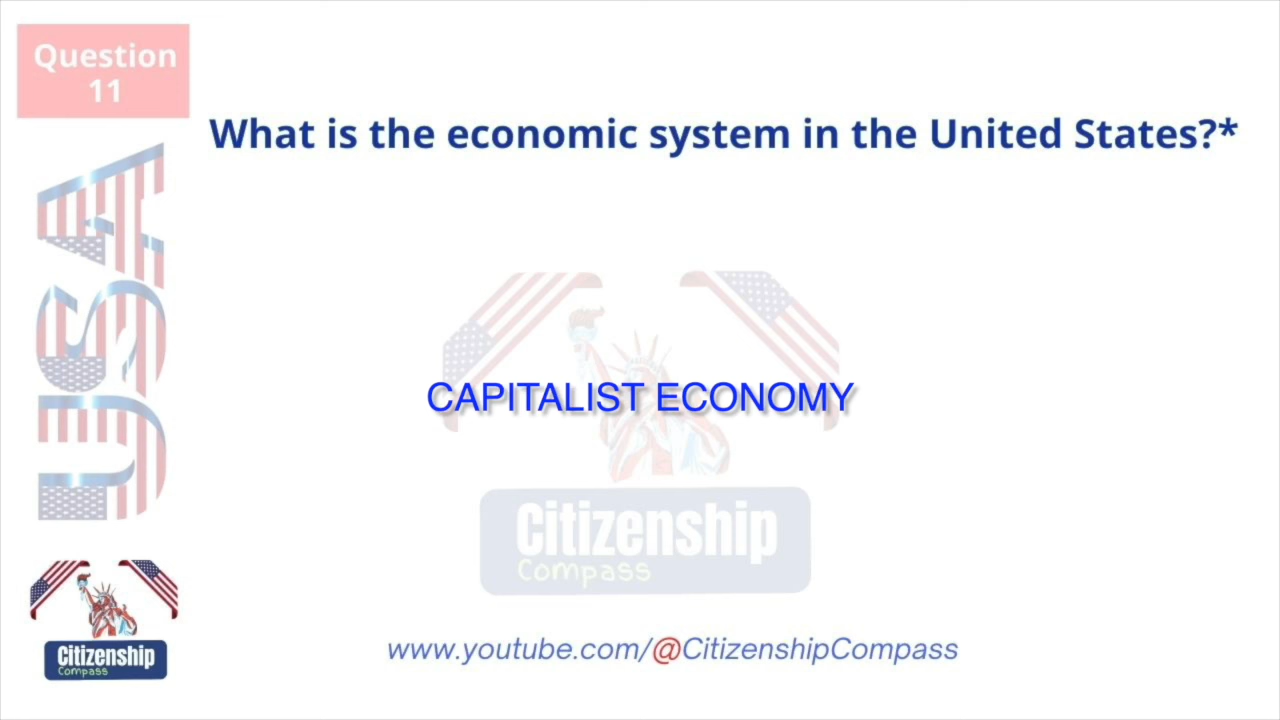 Question
11
What is the economic system in the United States?*
USA
CAPITALIST ECONOMY
Citizenship
Compass
www.youtube.com/@CitizenshipCompass
Citizenship
Compass